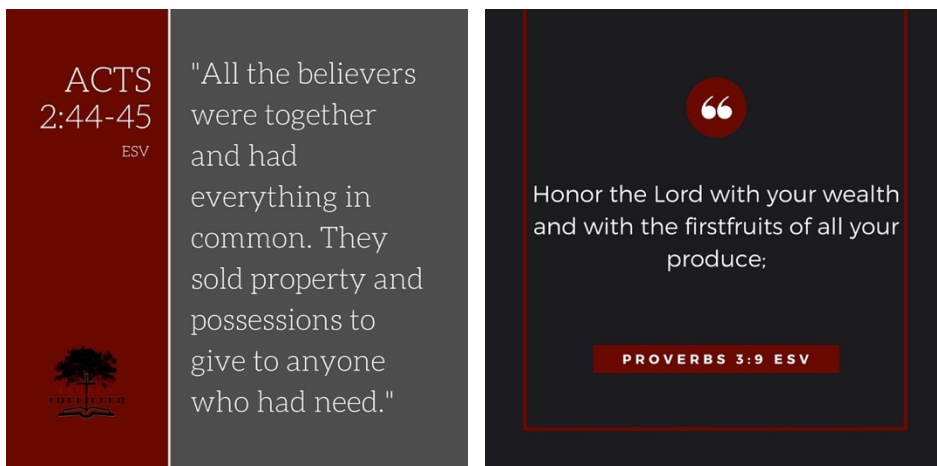 ACTS
2:44-45
ESV
"All the believers
were together
and had
everything in
common. They
sold property and
possessions to
give to anyone
who had need."
FULFILLED
“
Honor the Lord with your wealth
and with the firstfruits of all your
produce;
PROVERBS 3:9 ESV